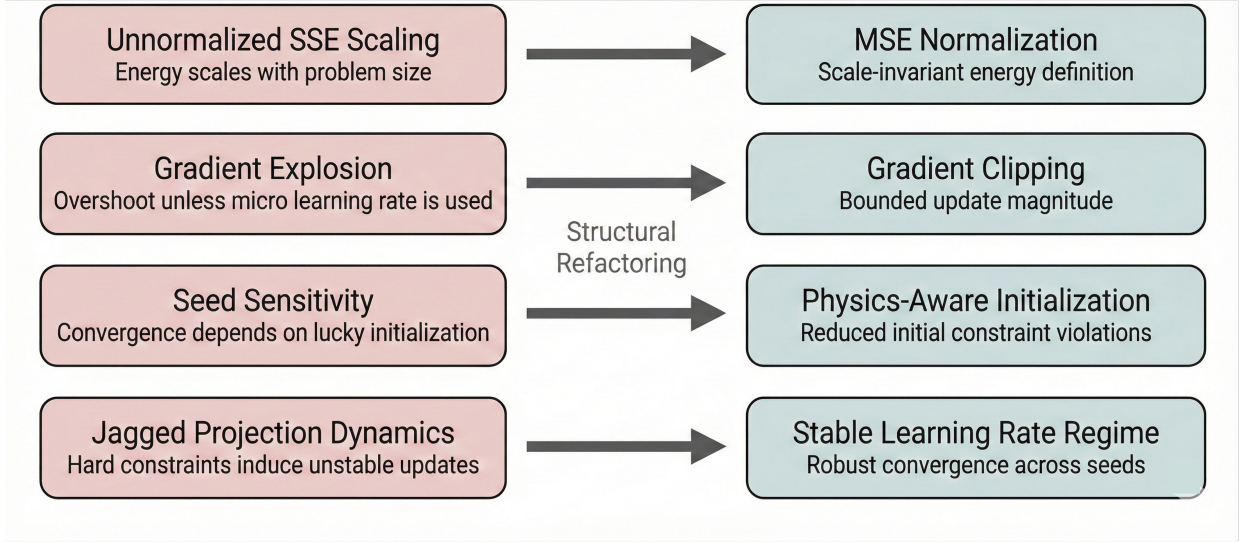 Unnormalized SSE Scaling
Energy scales with problem size
MSE Normalization
Scale-invariant energy definition
Gradient Explosion
Overshoot unless micro learning rate is used
Gradient Clipping
Bounded update magnitude
Structural
Refactoring
Seed Sensitivity
Convergence depends on lucky initialization
Physics-Aware Initialization
Reduced initial constraint violations
Jagged Projection Dynamics
Hard constraints induce unstable updates
Stable Learning Rate Regime
Robust convergence across seeds